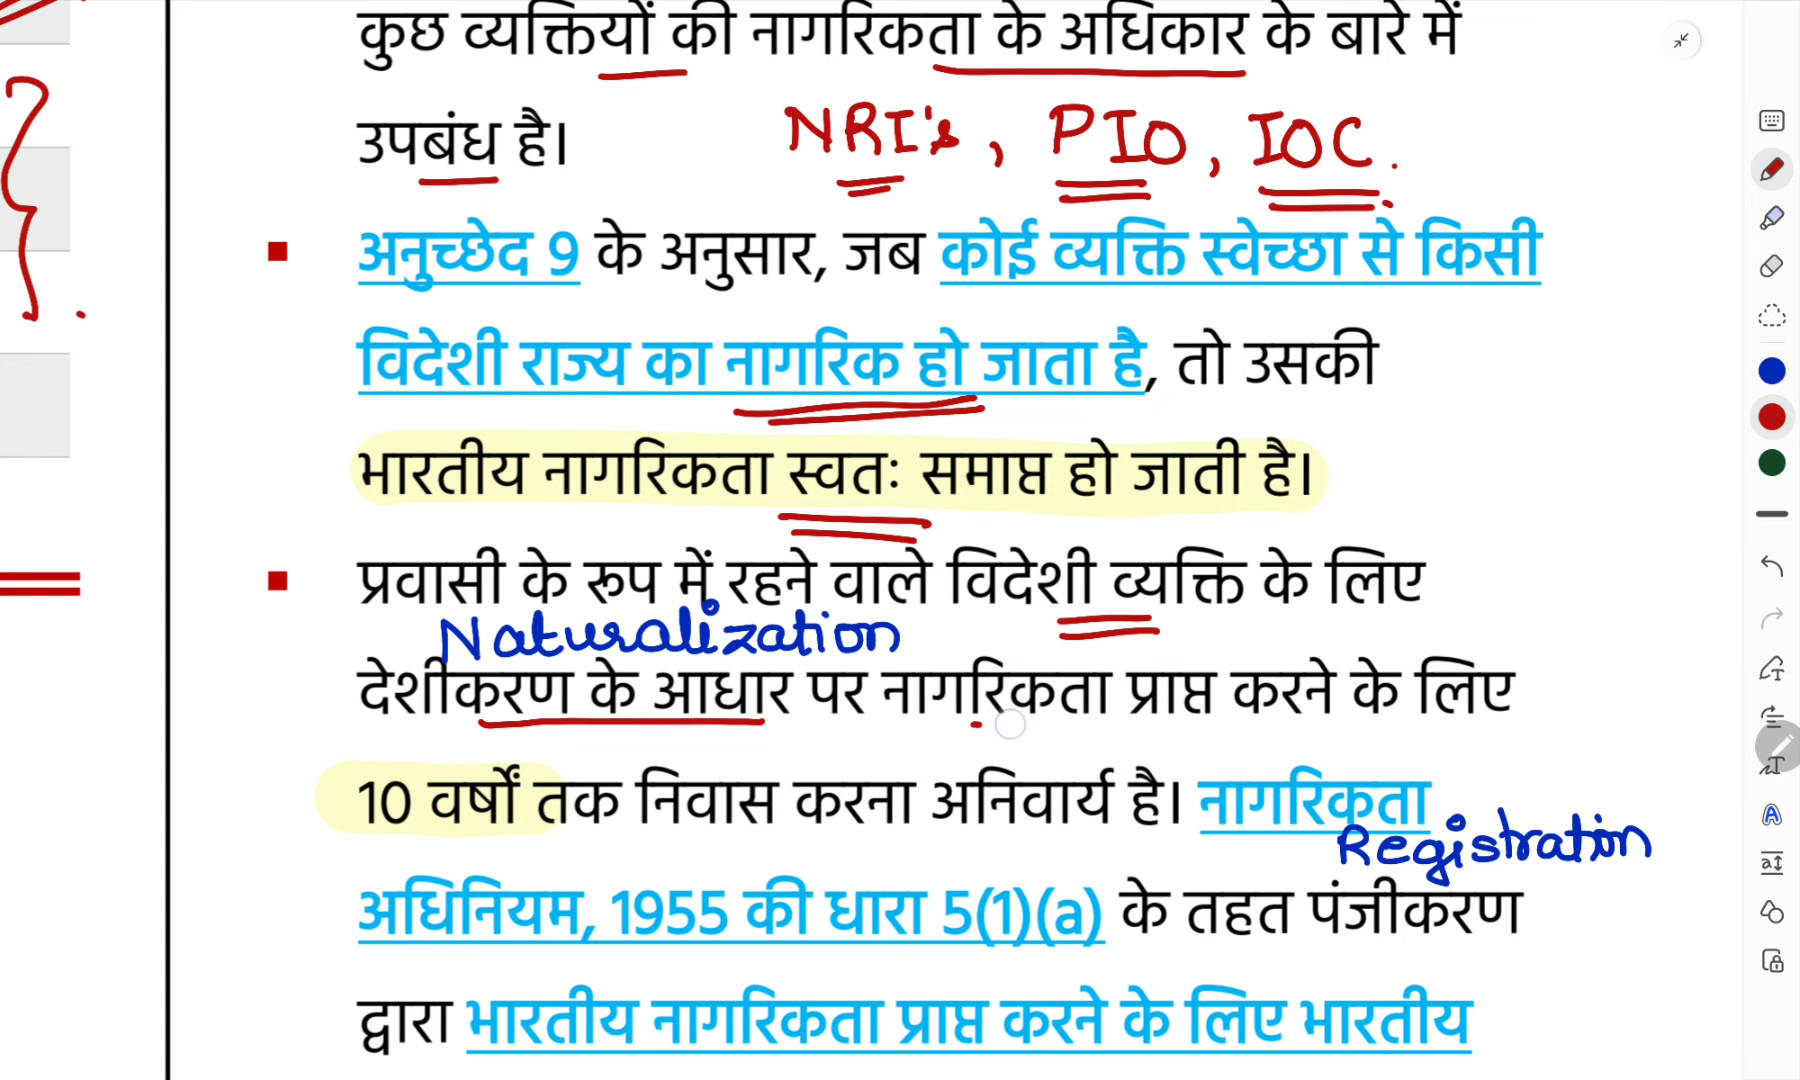 कुछ व्यक्तियों की नागरिकता के अधिकार के बारे में
उपबंध है।
NRI's, PIO, IOC.
अनुच्छेद 9 के अनुसार, जब कोई व्यक्ति स्वेच्छा से किसी
विदेशी राज्य का नागरिक हो जाता है, तो उसकी
भारतीय नागरिकता स्वतः समाप्त हो जाती है।
प्रवासी के रूप में रहने वाले विदेशी व्यक्ति के लिए
Naturalization
देशीकरण के आधार पर नागरिकता प्राप्त करने के लिए
10 वर्षों तक निवास करना अनिवार्य है। नागरिकता
Registration
अधिनियम, 1955 की धारा 5(1)(a) के तहत पंजीकरण
द्वारा भारतीय नागरिकता प्राप्त करने के लिए भारतीय